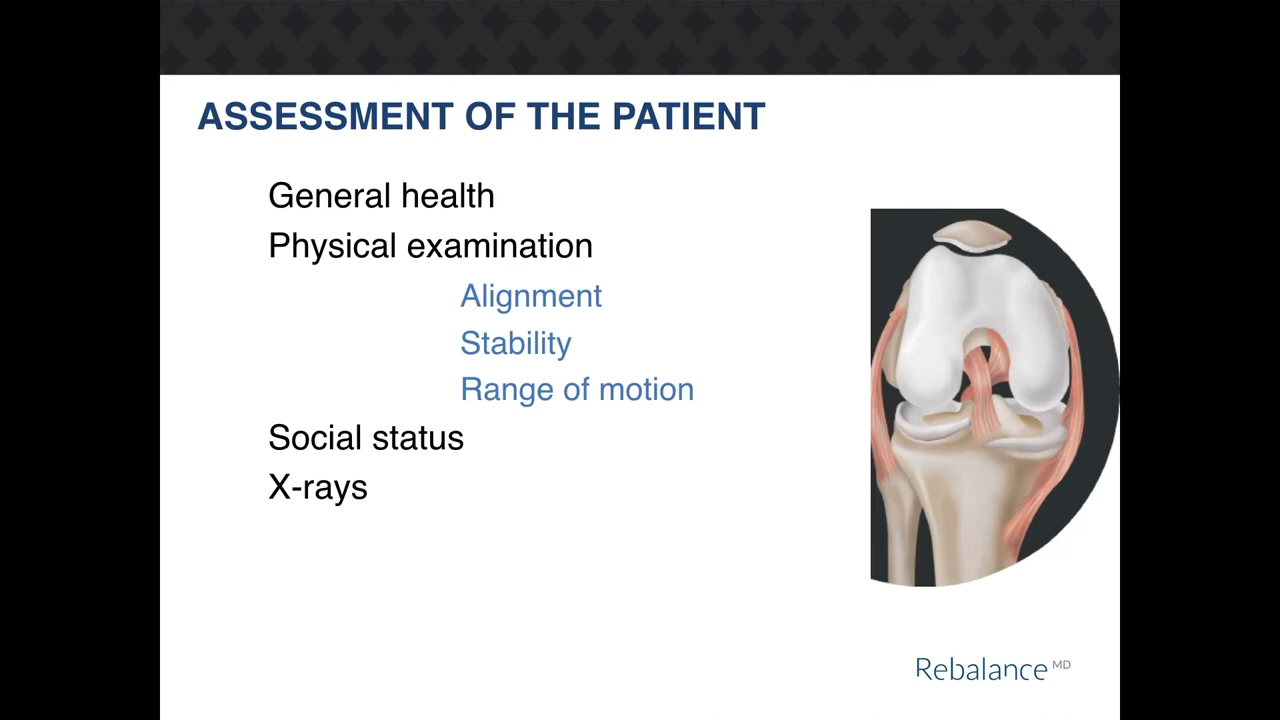 ASSESSMENT OF THE PATIENT
General health
Physical examination
Alignment
Stability
Range of motion
Social status
X-rays
Rebalance MD